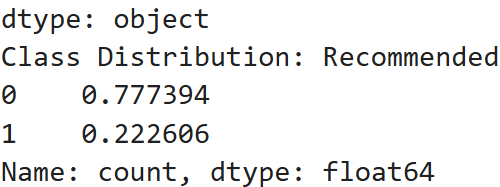 dtype: object
Class Distribution: Recommended
0    0.777394
1    0.222606
Name: count, dtype: float64